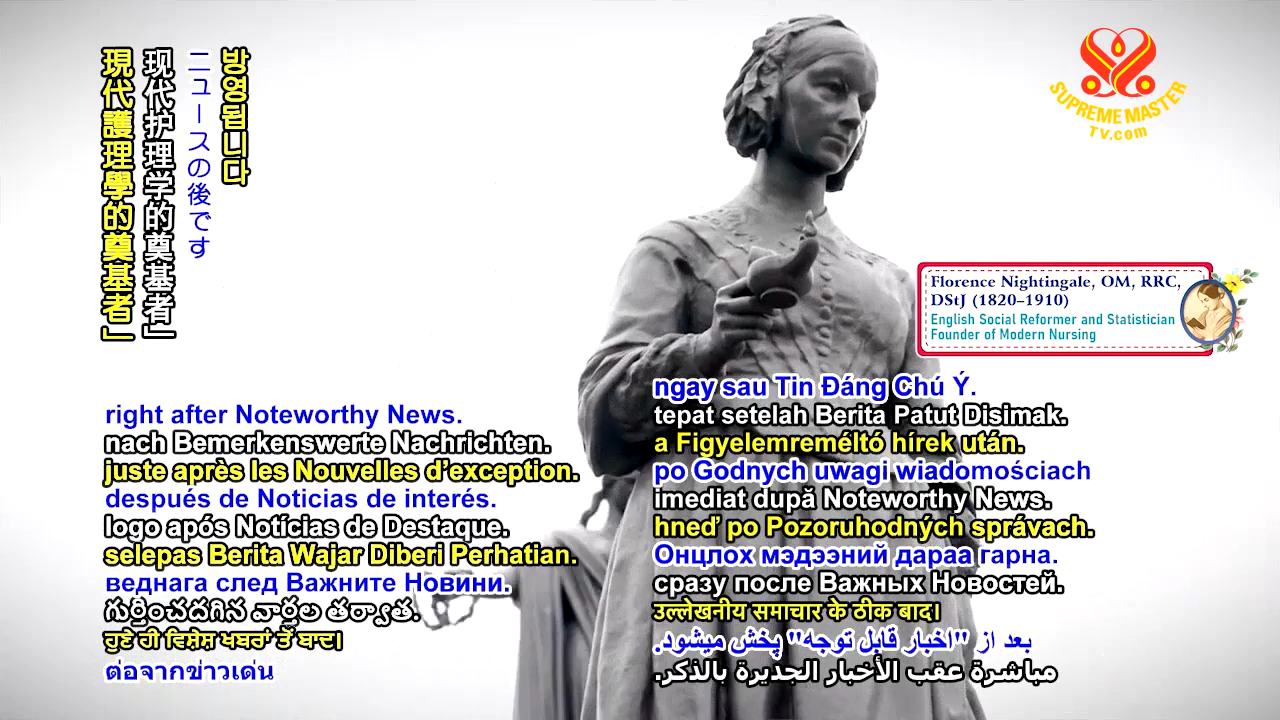 現代護理學的奠基者」
现代护理学的奠基者」
ニュースの後です
방영됩니다
SUPREME MASTER
TV.com
Florence Nightingale, OM, RRC,
DStJ (1820–1910)
English Social Reformer and Statistician
Founder of Modern Nursing
right after Noteworthy News.
nach Bemerkenswerte Nachrichten.
juste après les Nouvelles d’exception.
después de Noticias de interés.
logo após Notícias de Destaque.
selepas Berita Wajar Diberi Perhatian.
веднага след Важните Новини.
గుర్తించదగిన వార్తల తర్వాత.
ਹੁਣੇ ਹੀ ਵਿਸ਼ੇਸ਼ ਖਬਰਾਂ ਤੋਂ ਬਾਦ।
ต่อจากข่าวเด่น
ngay sau Tin Đáng Chú Ý.
tepat setelah Berita Patut Disimak.
a Figyelemreméltó hírek után.
po Godnych uwagi wiadomościach
imediat după Noteworthy News.
hneď po Pozoruhodných správach.
Онцлох мэдээний дараа гарна.
сразу после Важных Новостей.
उल्लेखनीय समाचार के ठीक बाद।
بعد از "اخبار قابل توجه" پخش میشود.
مباشرة عقب الأخبار الجديرة بالذكر.